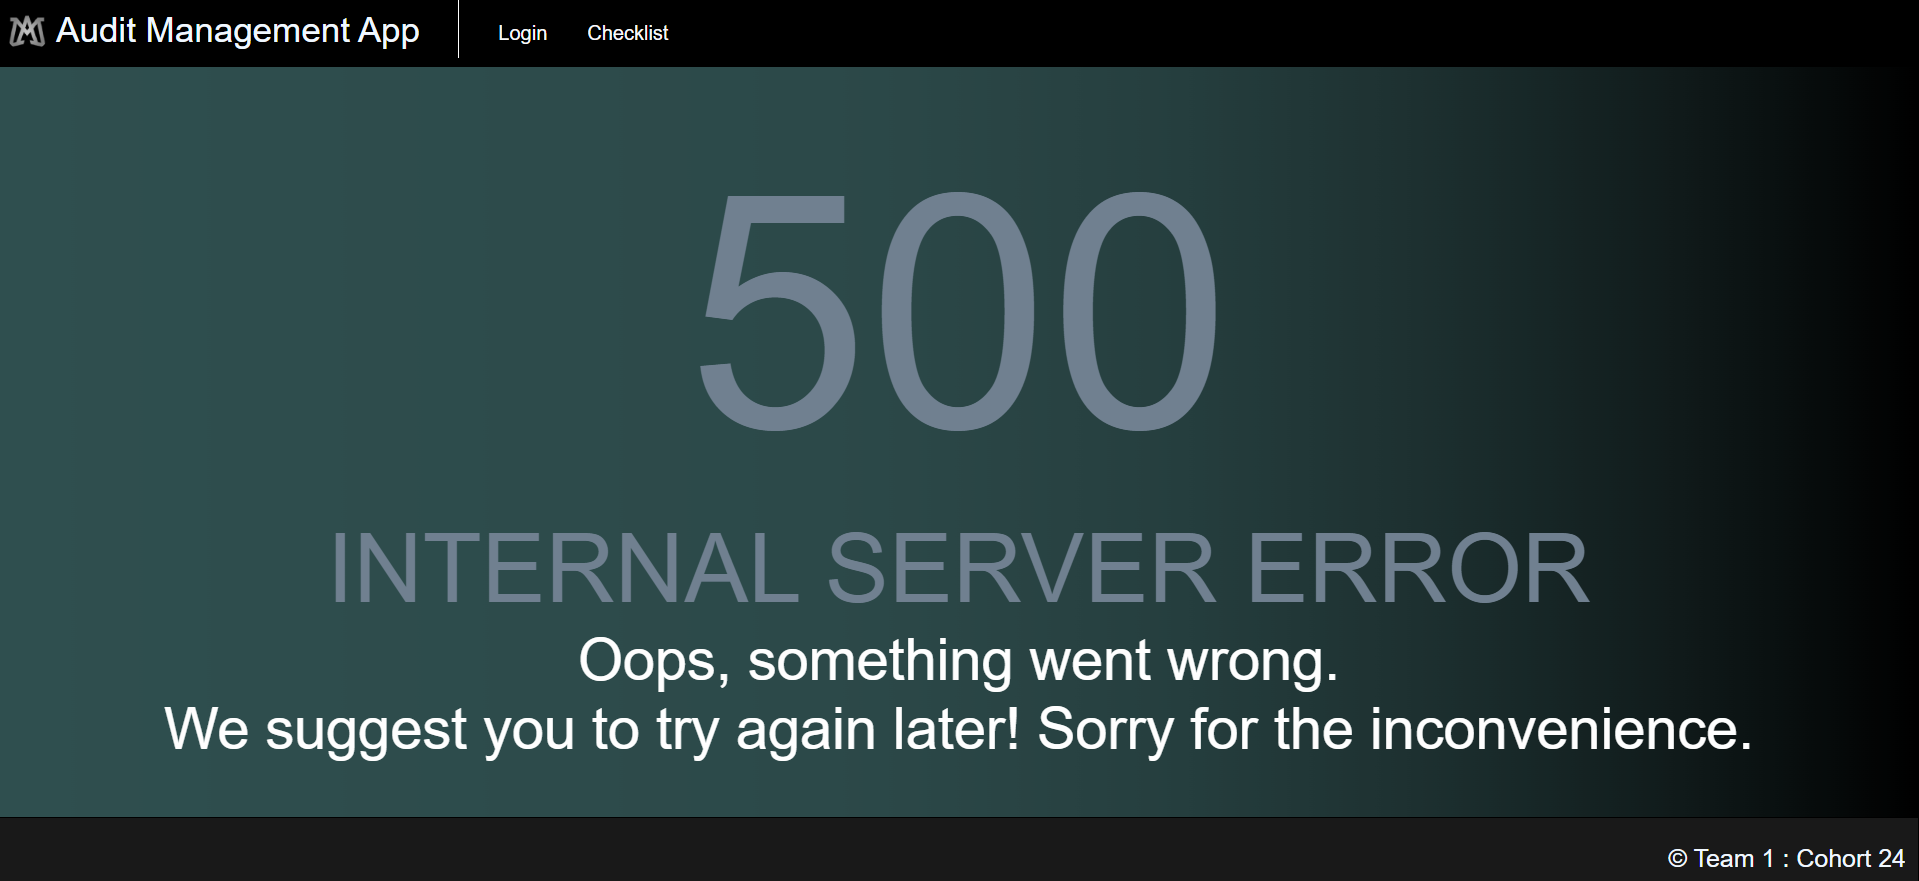 Audit Management App
Login
Checklist
500
INTERNAL SERVER ERROR
Oops, something went wrong.
We suggest you to try again later! Sorry for the inconvenience.
© Team 1 : Cohort 24